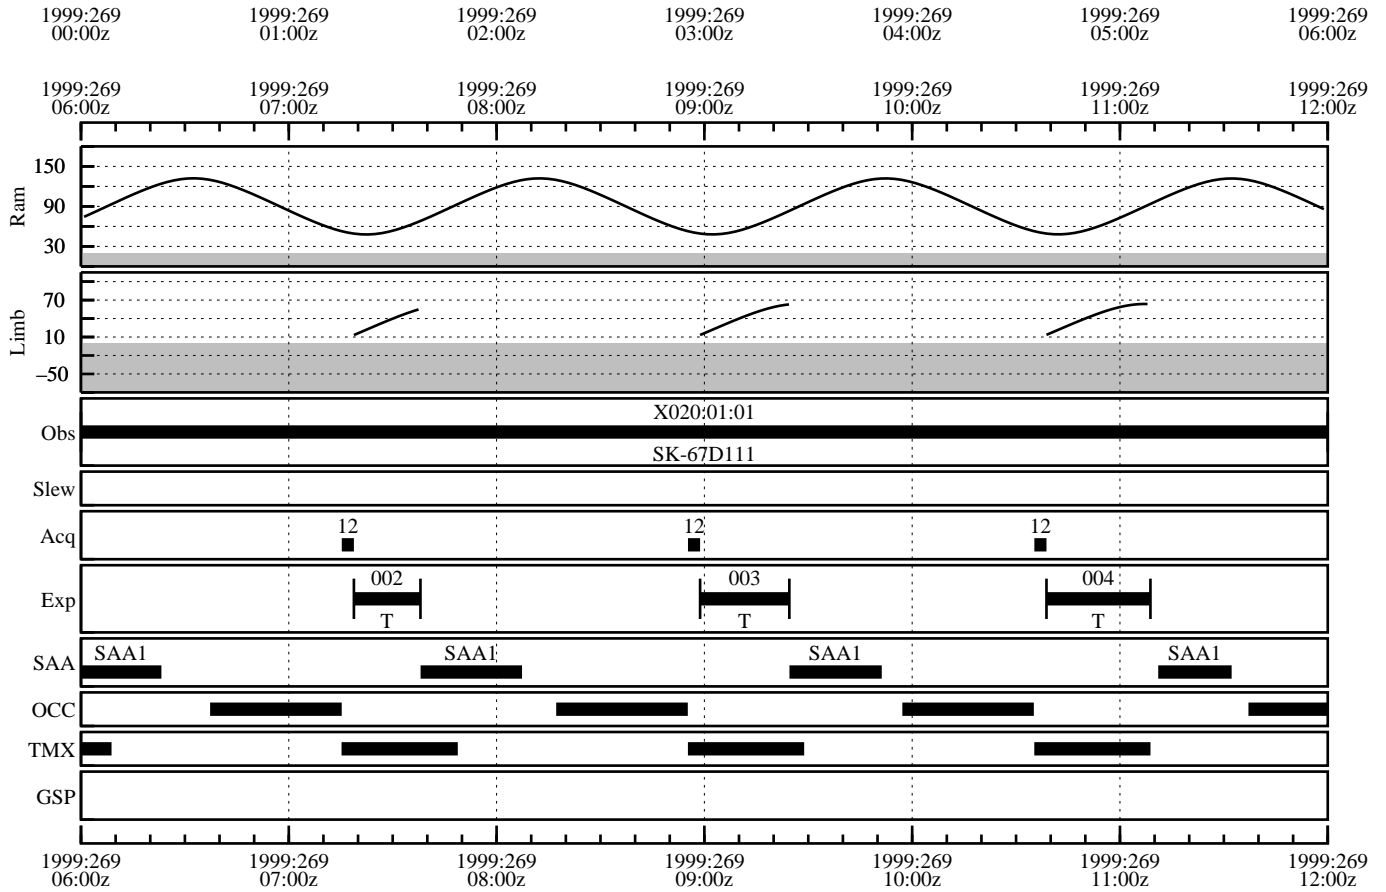 1999:269 1999:269 1999:269 1999:269 1999:269 1999:269 1999:269
00:00z 01:00z 02:00z 03:00z 04:00z 05:00z 06:00z
1999:269 1999:269 1999:269 1999:269 1999:269 1999:269 1999:269
06:00z 07:00z 08:00z 09:00z 10:00z 11:00z 12:00z
Ram
150
90
30
Limb
70
10
−50
X020:01:01
Obs
SK-67D111
Slew
12 12 12
Acq
002 003 004
Exp
T T T
SAA1 SAA1 SAA1 SAA1
SAA
OCC
TMX
GSP
1999:269 1999:269 1999:269 1999:269 1999:269 1999:269 1999:269
06:00z 07:00z 08:00z 09:00z 10:00z 11:00z 12:00z